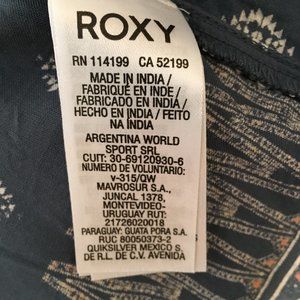 ROXY
RN 114199 CA 52199
MADE IN INDIA /
FABRIQUÉ EN INDE /
FABRICADO EN INDIA /
HECHO EN INDIA / FEITO
NA ÍNDIA
ARGENTINA WORLD
SPORT SRL
CUIT: 30-69120930-6
NUMERO DE VOLUNTARIO:
v-315/QW
MAVROSUR S.A.,
JUNCAL 1378,
MONTEVIDEO-
URUGUAY RUT:
217260200018
PARAGUAY: GUATA PORA S.A.
RUC 80050373-2
QUIKSILVER MEXICO S.
DE R.L. DE C.V. AVENIDA